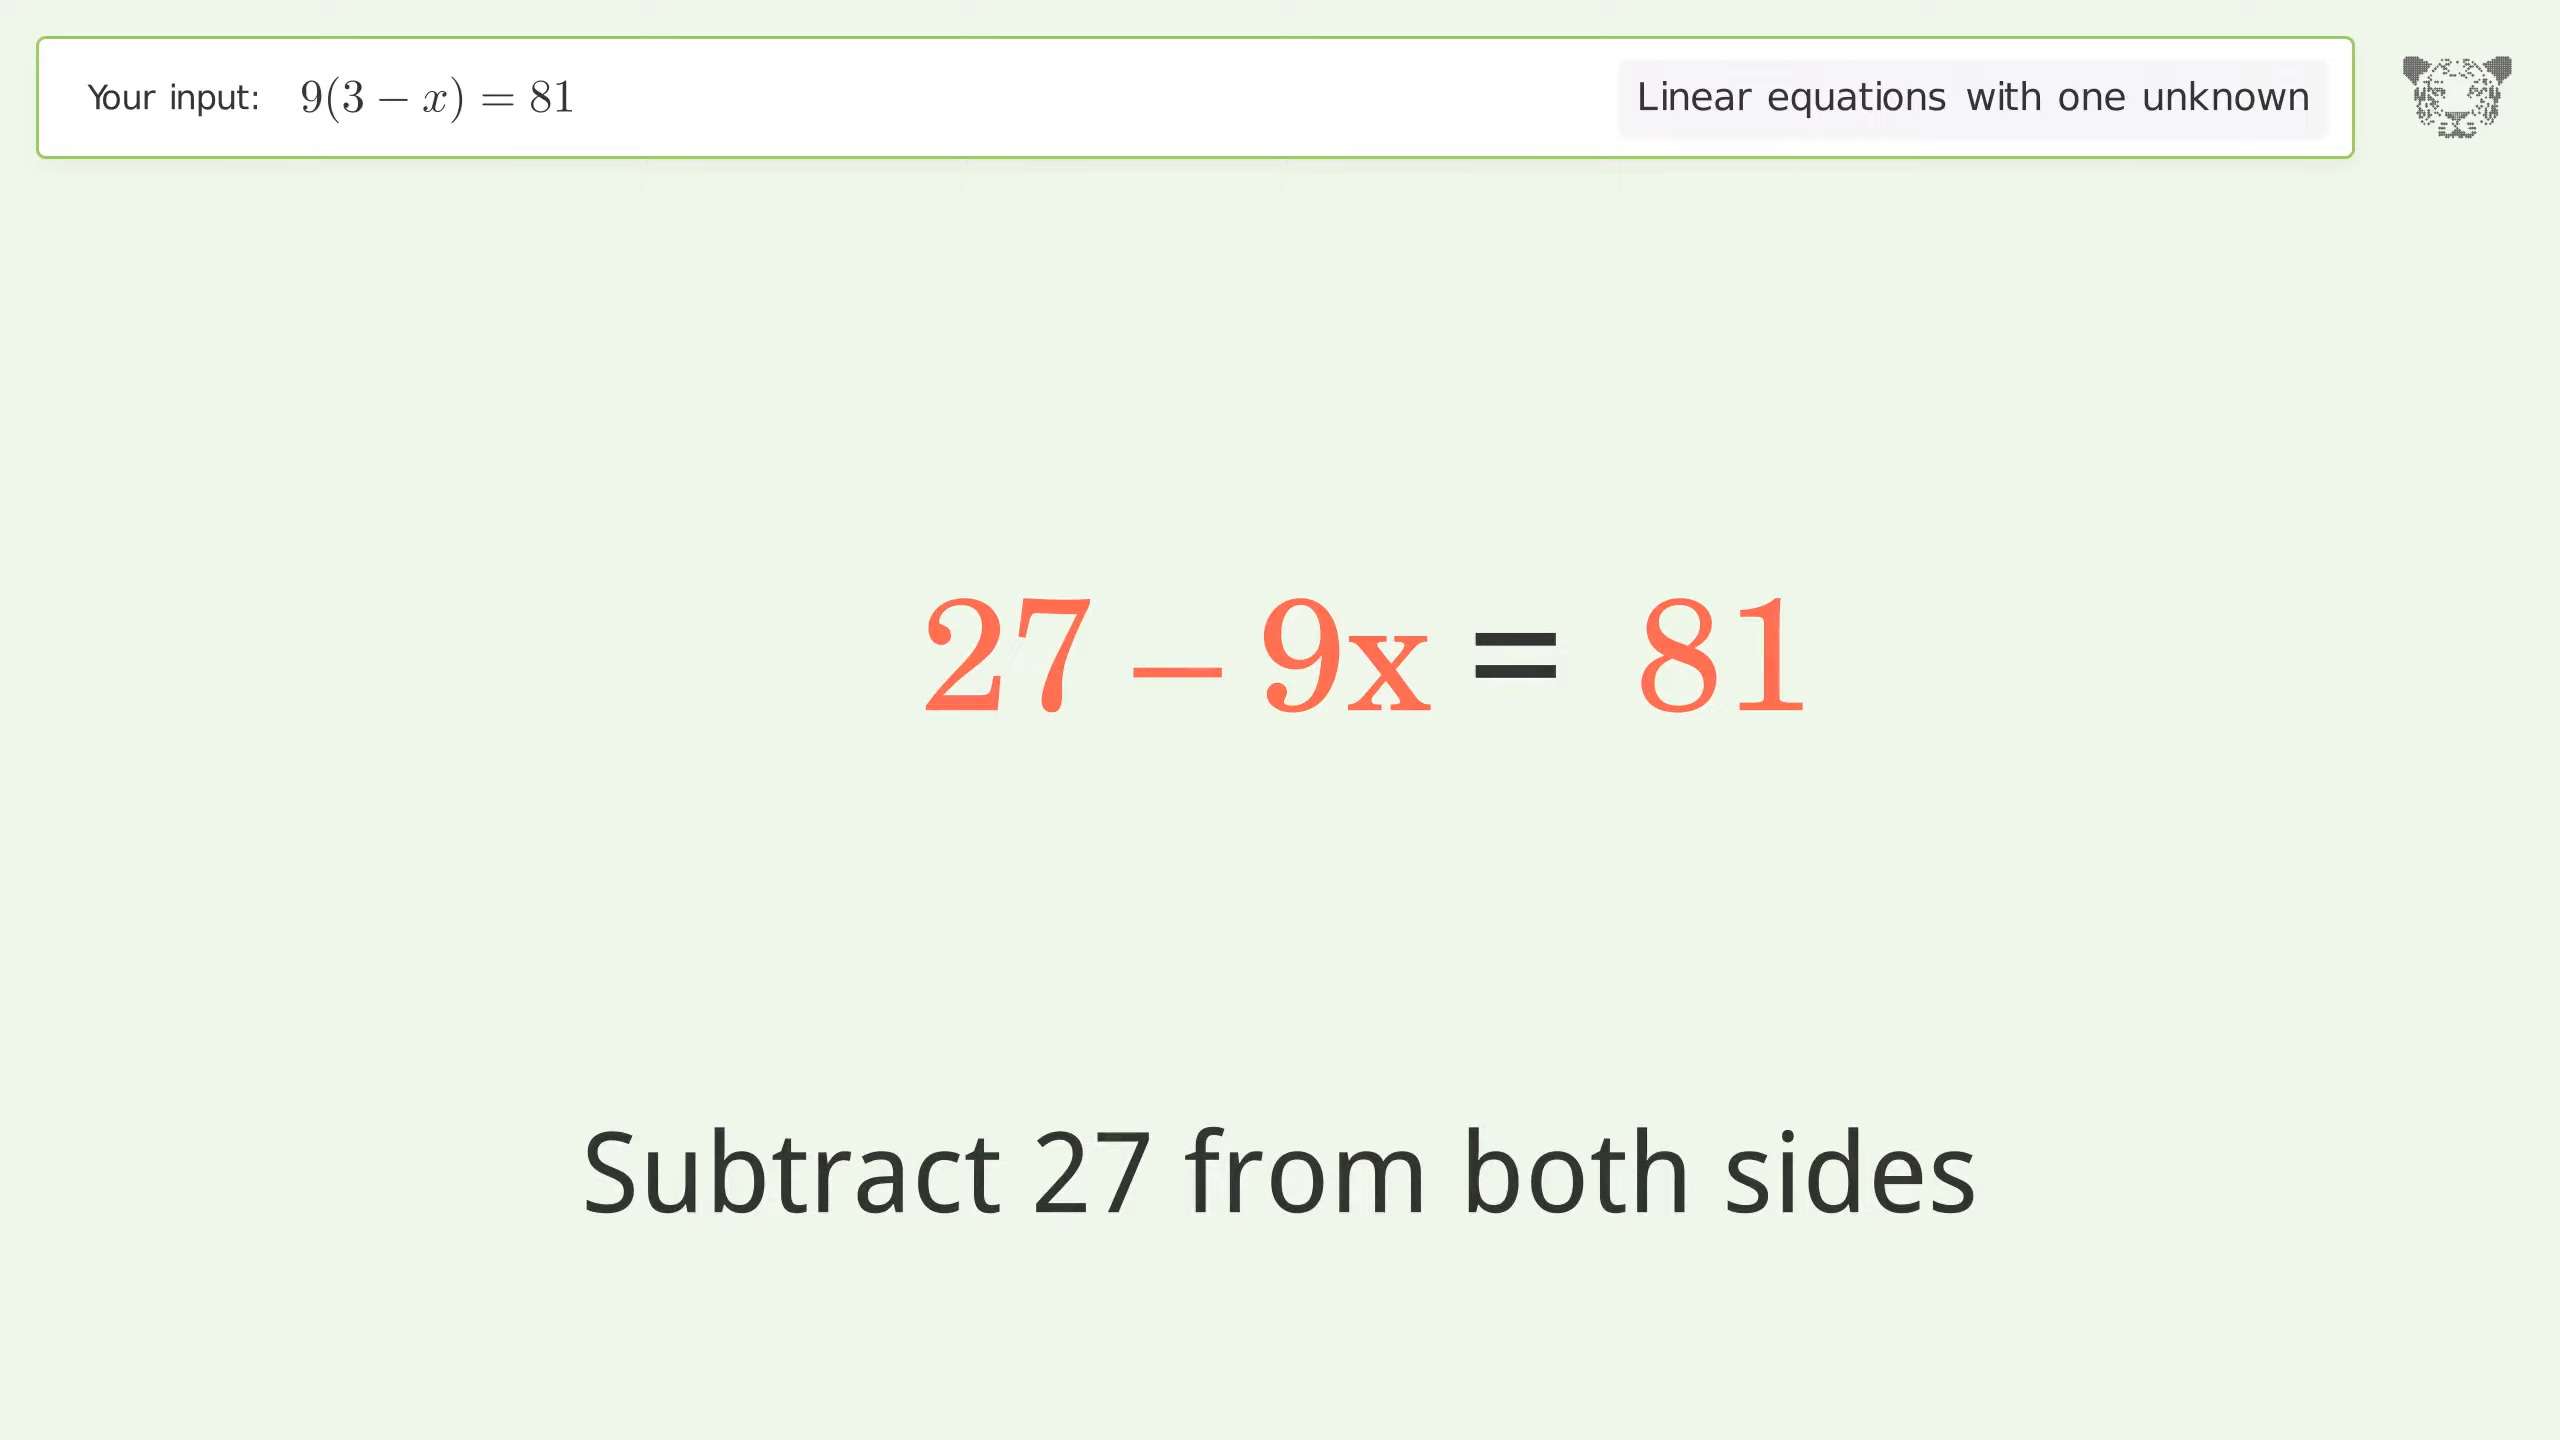 Your input: 9(3 − x) = 81
Linear equations with one unknown
27 – 9x = 81
Subtract 27 from both sides